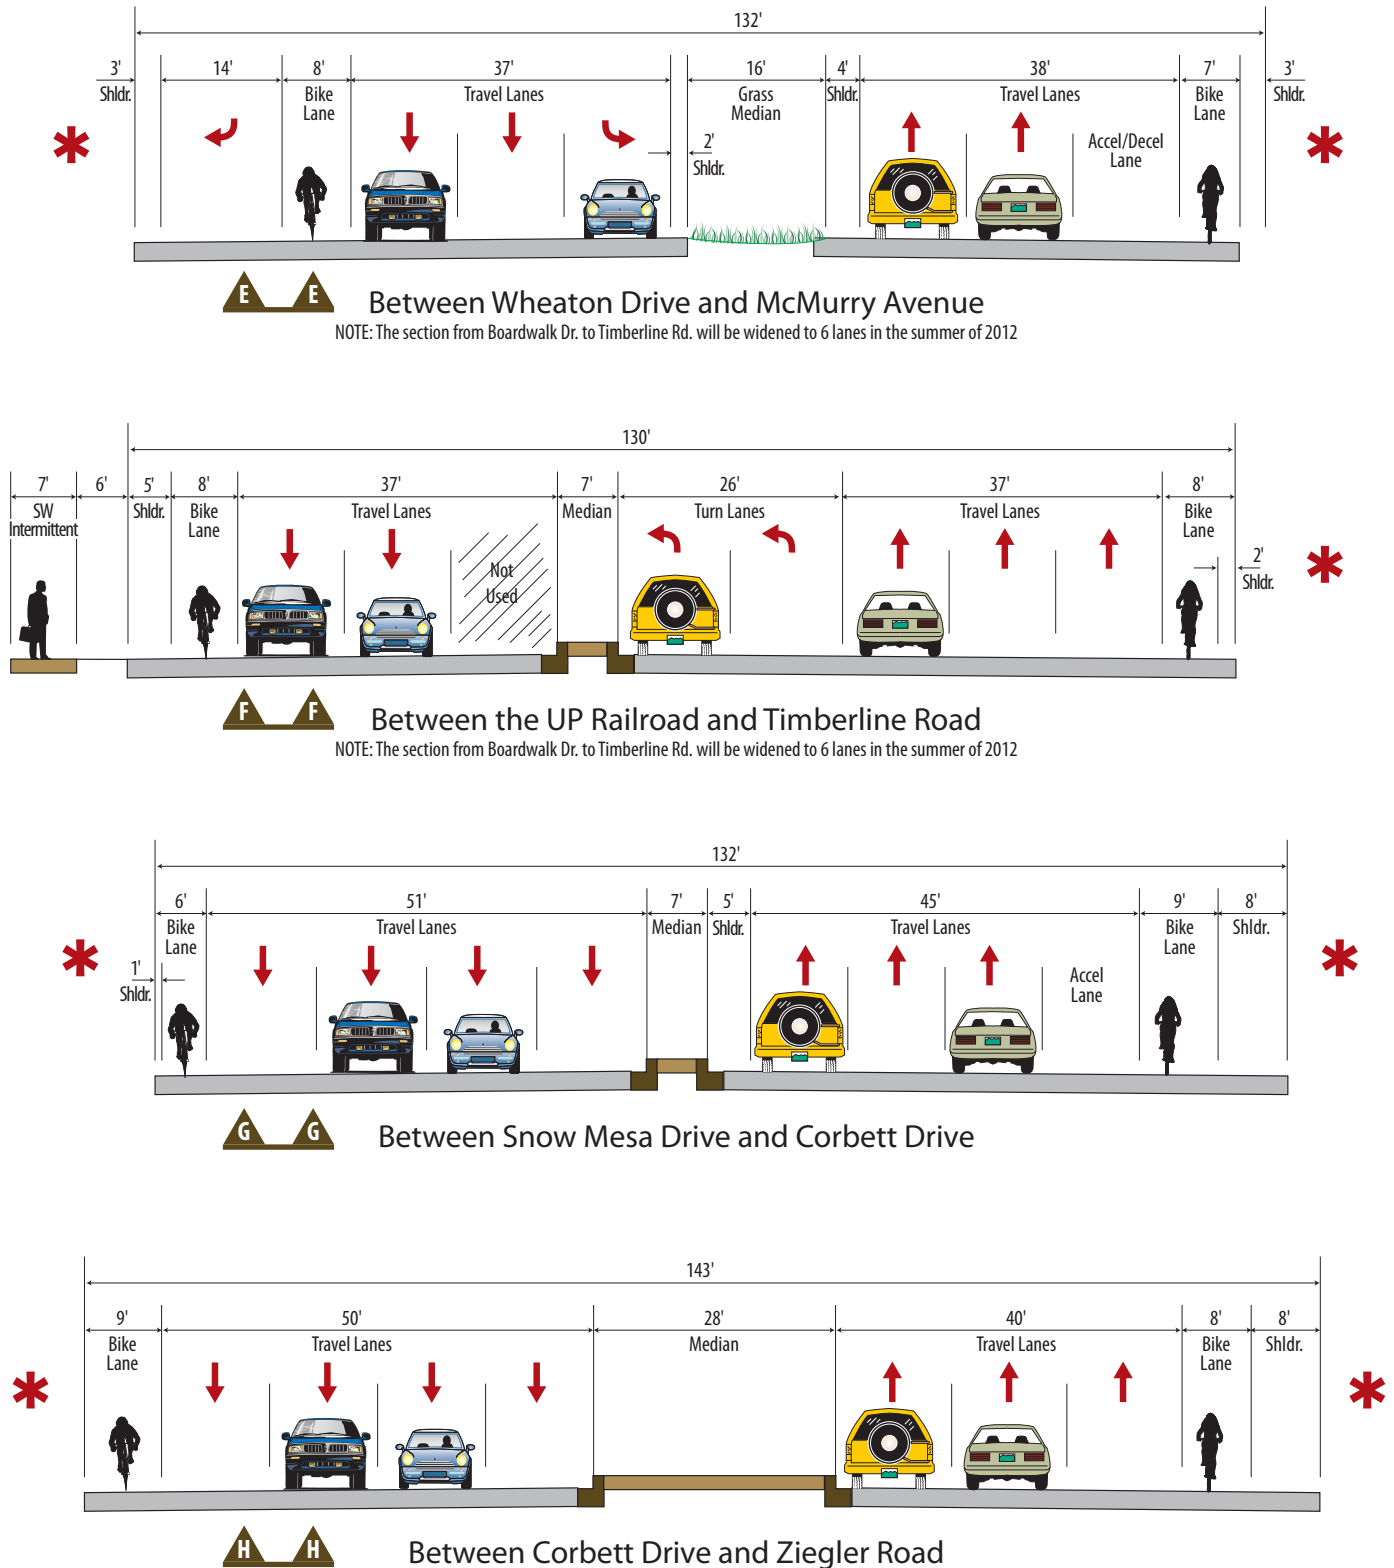 132'
3' 14' 8' 37' 16' 4' 38' 7' 3'
Shldr. Bike Lane Travel Lanes Grass Median Shldr. Travel Lanes Bike Lane Shldr.
2'
Shldr.
Accel/Decel
Lane
E E
Between Wheaton Drive and McMurry Avenue
NOTE: The section from Boardwalk Dr. to Timberline Rd. will be widened to 6 lanes in the summer of 2012
130'
7' 6' 5' 8' 37' 7' 26' 37' 8'
SW Intermittent Shldr. Bike Lane Travel Lanes Median Turn Lanes Travel Lanes Bike Lane
Not
Used
2'
Shldr.
F F
Between the UP Railroad and Timberline Road
NOTE: The section from Boardwalk Dr. to Timberline Rd. will be widened to 6 lanes in the summer of 2012
132'
6' 51' 7' 5' 45' 9' 8'
Bike Lane Travel Lanes Median Shldr. Travel Lanes Bike Lane Shldr.
1'
Shldr.
Accel
Lane
G G
Between Snow Mesa Drive and Corbett Drive
143'
9' 50' 28' 40' 8' 8'
Bike Lane Travel Lanes Median Travel Lanes Bike Lane Shldr.
H H
Between Corbett Drive and Ziegler Road